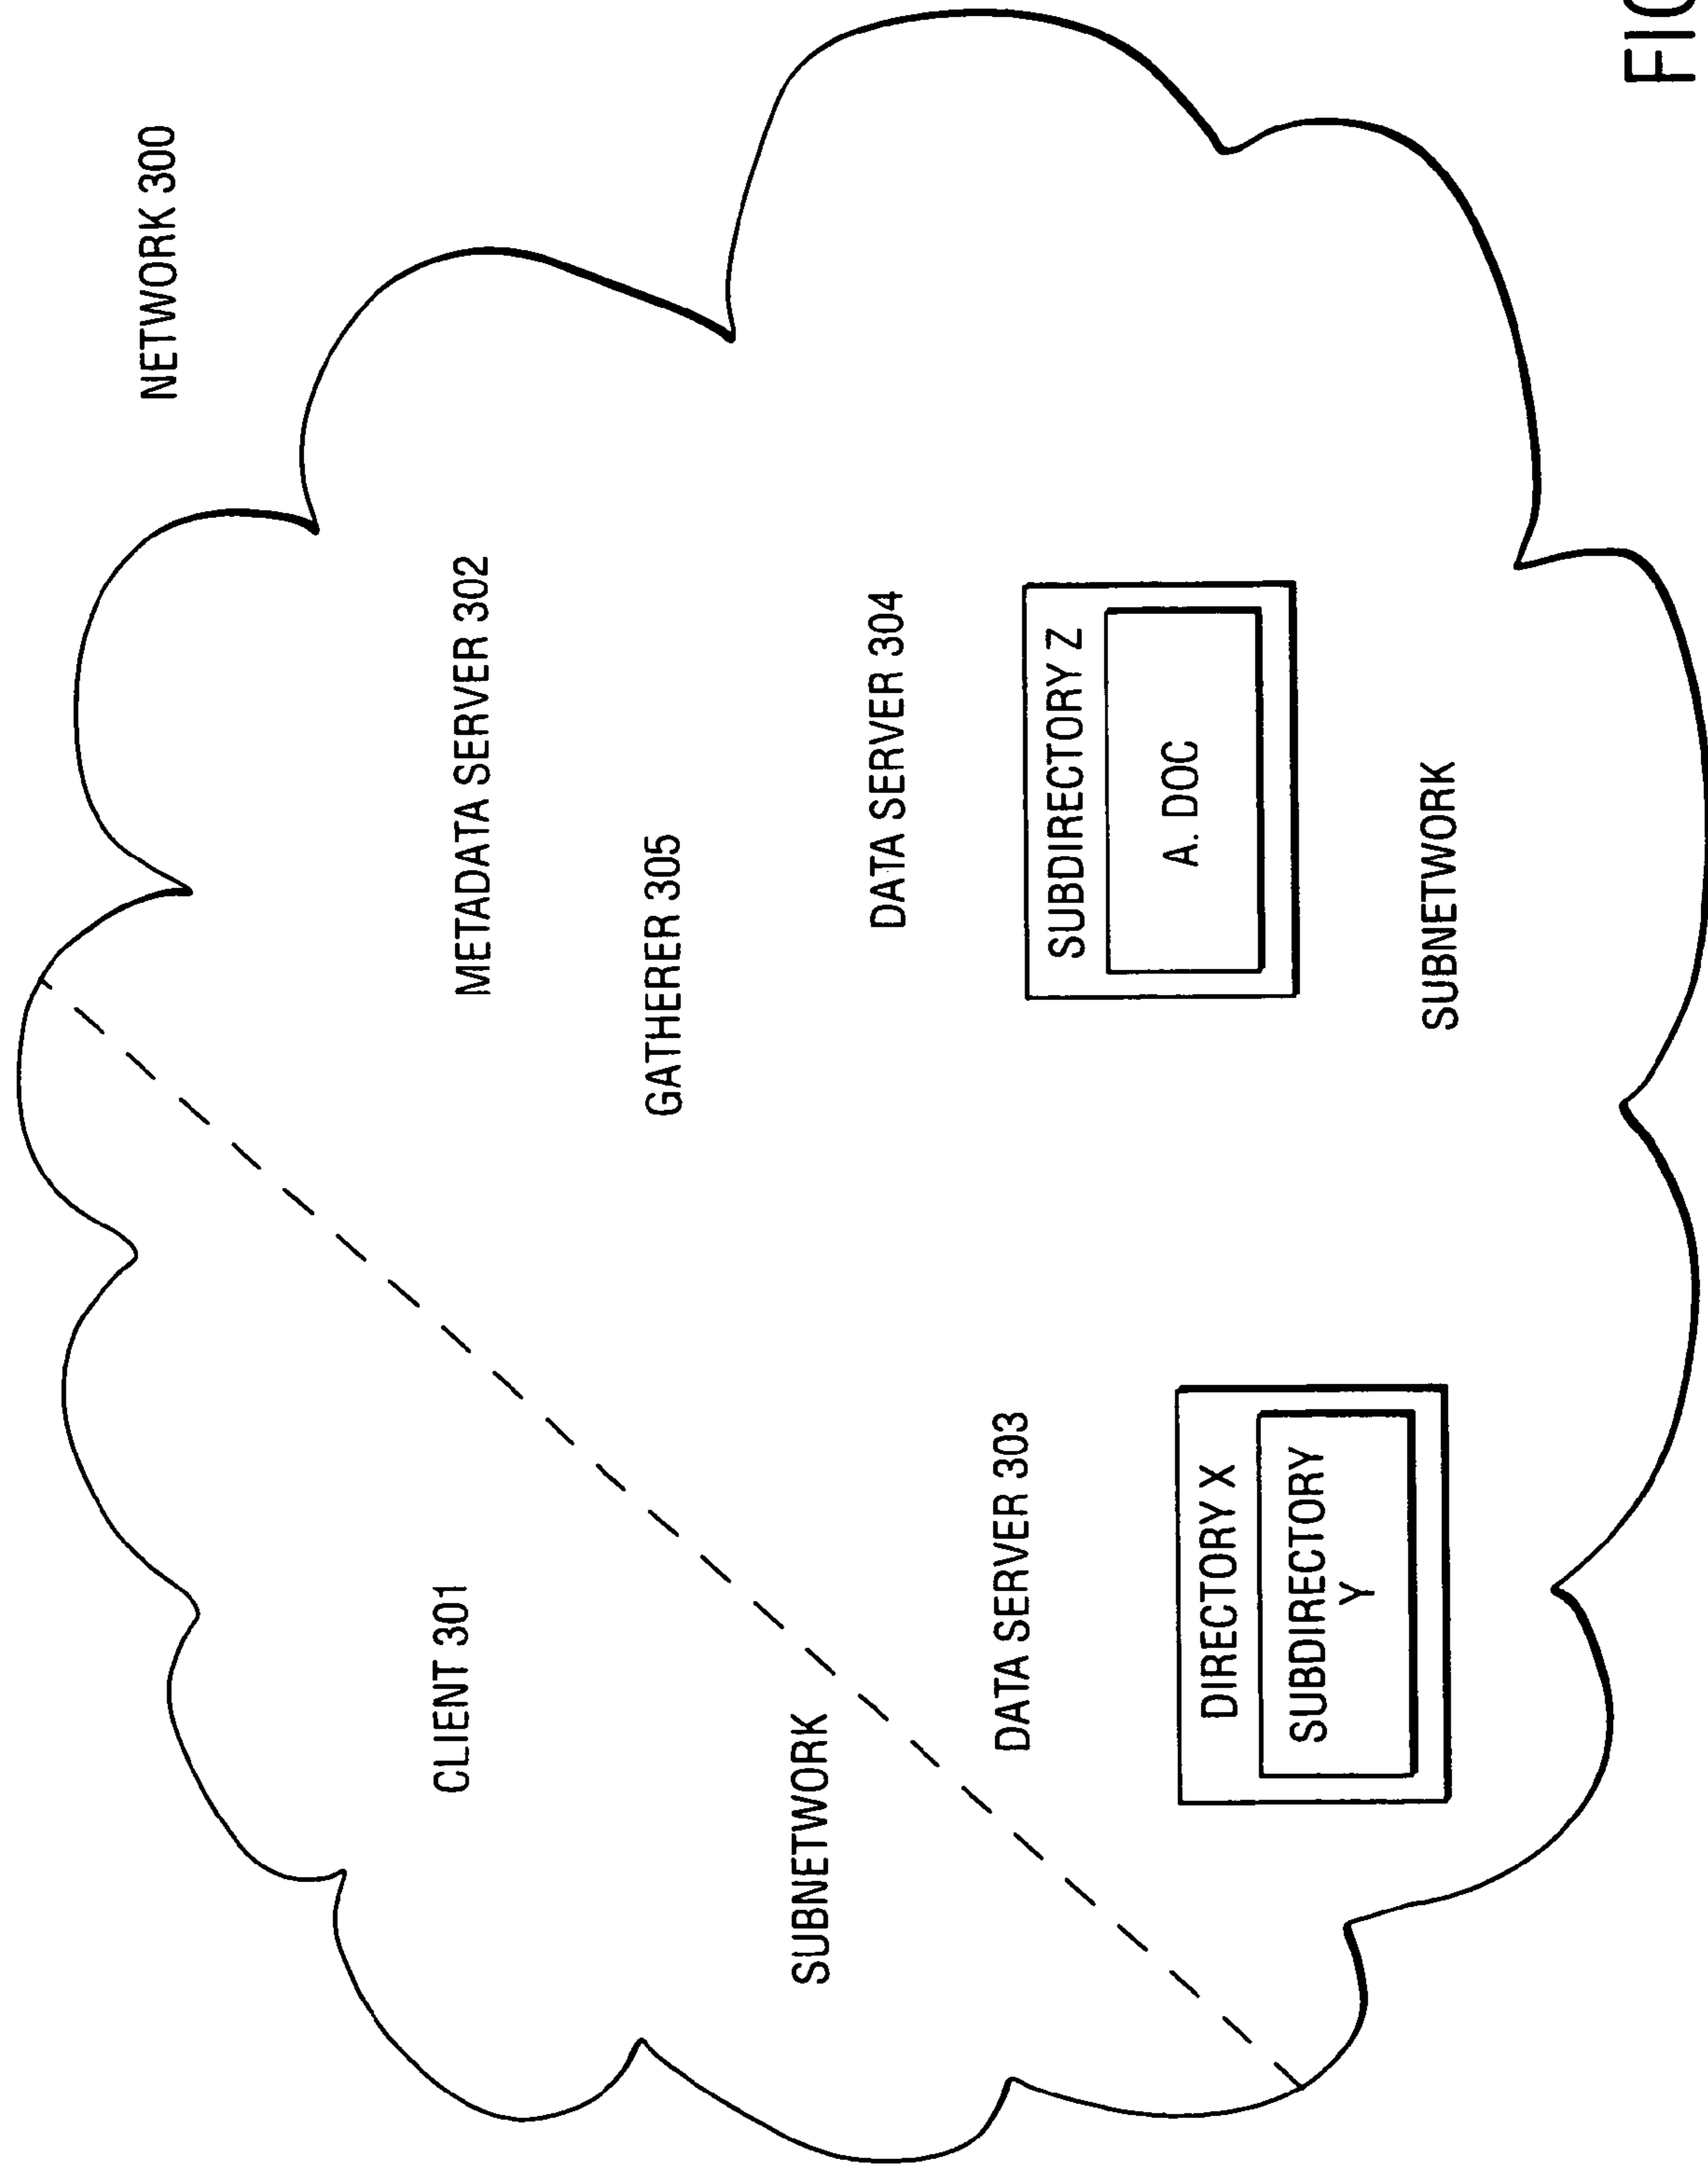 NETWORK 300
CLIENT 301
METADATA SERVER 302
GATHERER 305
SUBNETWORK
DATA SERVER 304
DATA SERVER 303
SUBDIRECTORY Z
A. DOC
DIRECTORY X
SUBDIRECTORY
Y
SUBNETWORK